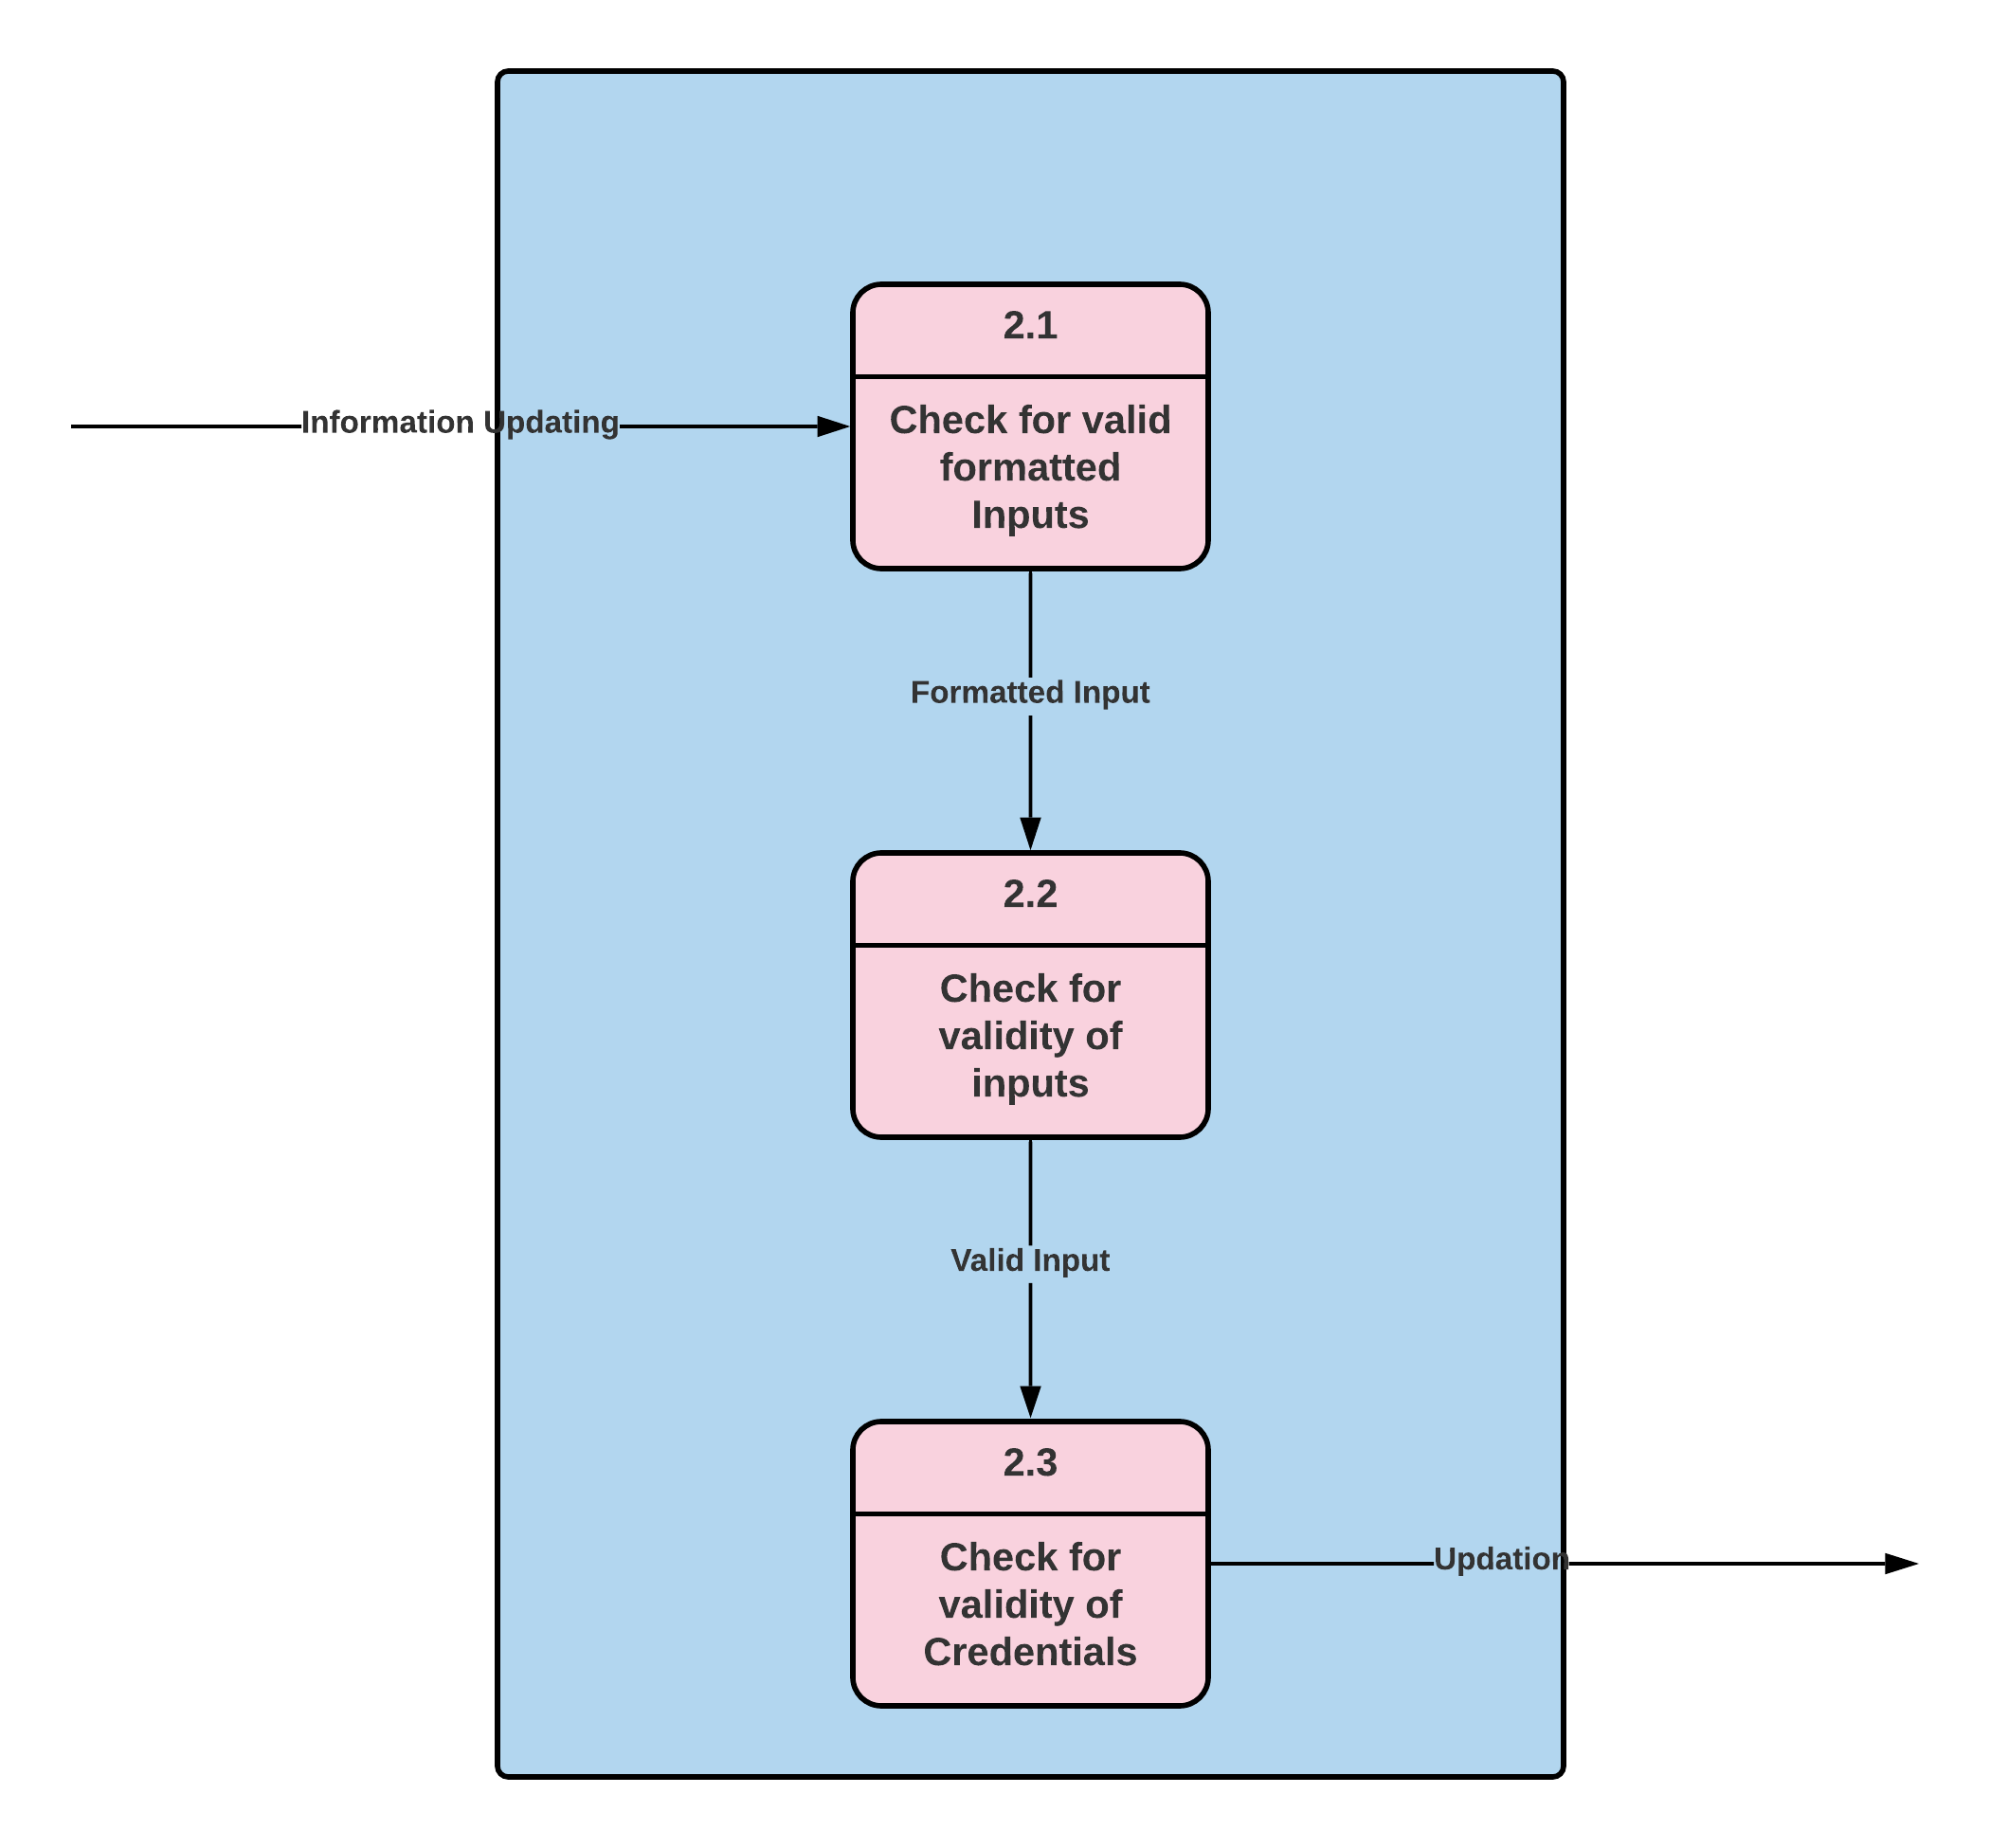 2.1
Information Updating
Check for valid
formatted
Inputs
Formatted Input
2.2
Check for
validity of
inputs
Valid Input
2.3
Check for
validity of
Credentials
Updation